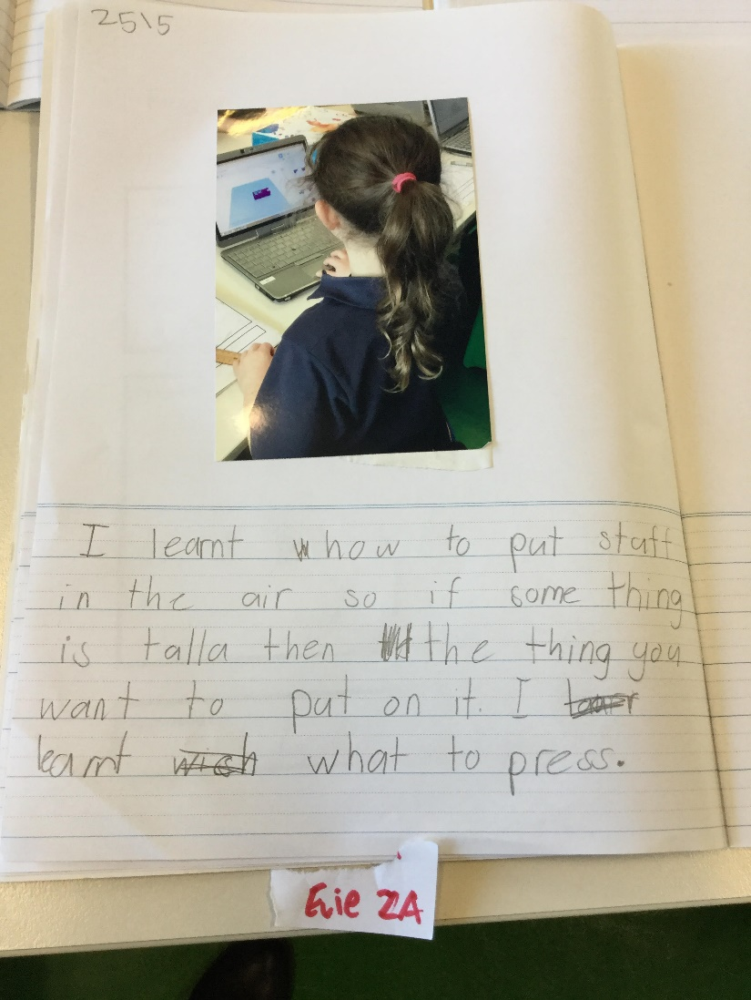 25\5
I learnt how to put staff
in the air so if some thing
is talla then the thing you
want to put on it. I
learnt wich what to press.
Evie 2A